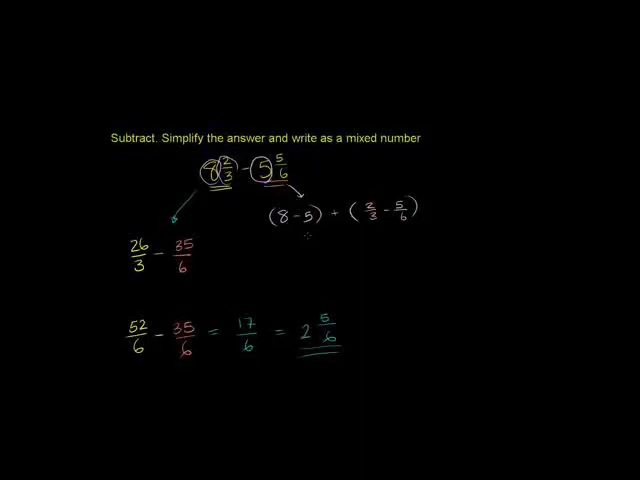 Subtract. Simplify the answer and write as a mixed number
8 2/3 - 5 5/6
(8 - 5) + (2/3 - 5/6)
26/3 - 35/6
52/6 - 35/6 = 17/6 = 2 5/6